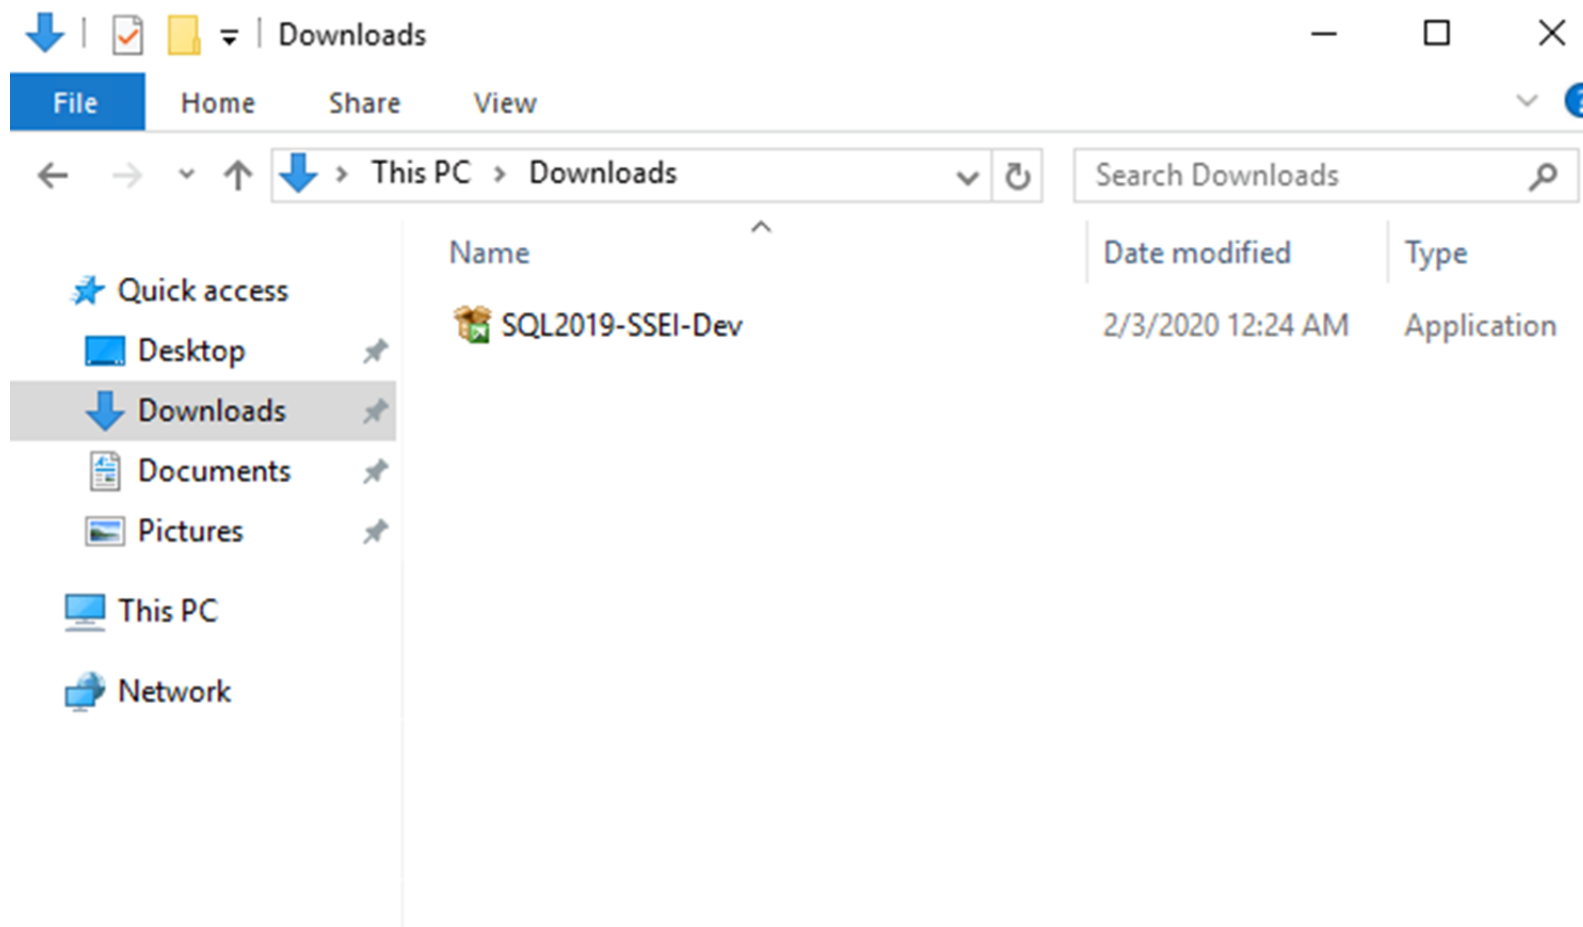 Downloads
File Home Share View
This PC Downloads Search Downloads
Name Date modified Type
Quick access
SQL2019-SSEI-Dev 2/3/2020 12:24 AM Application
Desktop
Downloads
Documents
Pictures
This PC
Network